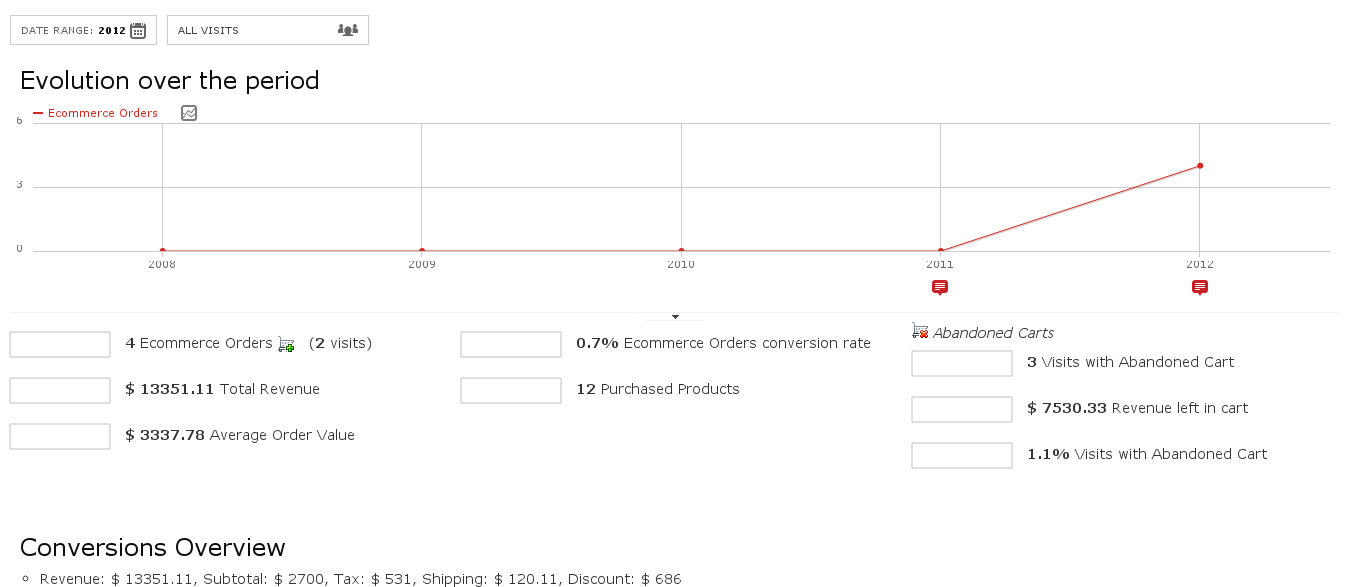 DATE RANGE: 2012
ALL VISITS
Evolution over the period
Ecommerce Orders
6
3
0
2008 2009 2010 2011 2012
4 Ecommerce Orders (2 visits)
$ 13351.11 Total Revenue
$ 3337.78 Average Order Value
0.7% Ecommerce Orders conversion rate
12 Purchased Products
Abandoned Carts
3 Visits with Abandoned Cart
$ 7530.33 Revenue left in cart
1.1% Visits with Abandoned Cart
Conversions Overview
Revenue: $ 13351.11, Subtotal: $ 2700, Tax: $ 531, Shipping: $ 120.11, Discount: $ 686